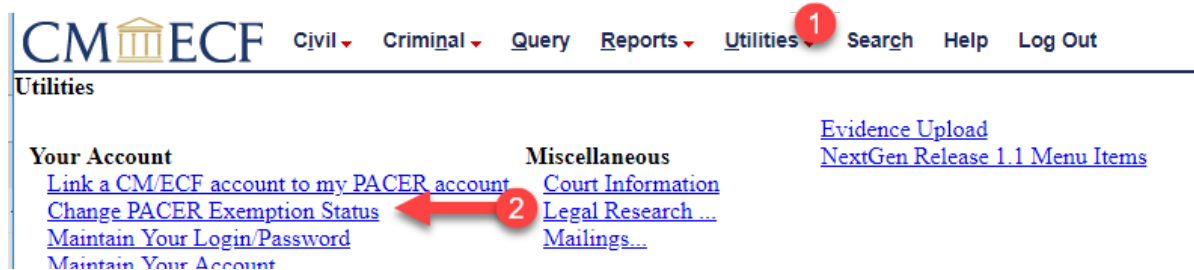 CM ECF Civil Criminal Query Reports Utilities 1 Search Help Log Out
Utilities
Evidence Upload
Your Account Miscellaneous NextGen Release 1.1 Menu Items
Link a CM/ECF account to my PACER account Court Information
Change PACER Exemption Status 2 Legal Research ...
Maintain Your Login/Password Mailings...
Maintain Your Account